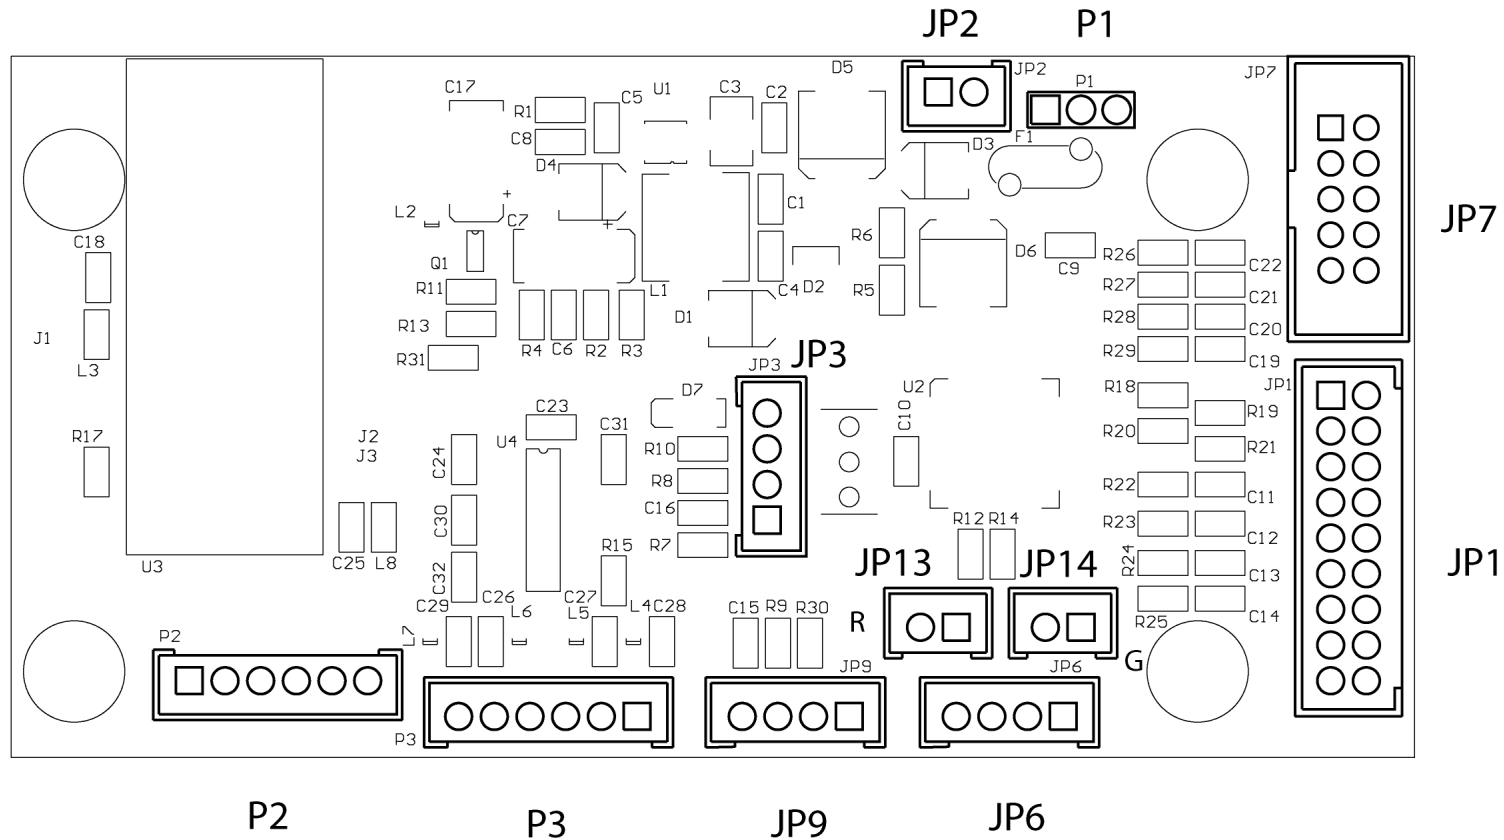 JP2 P1
C17 U1 D5 JP2 JP7
R1 C5 C3 C2 P1
C8 D4 D3 F1
L2 + C7 + C1 R6 JP7
C18 Q1 D6 C9 R26 C22
R11 L1 C4 D2 R5 R27 C21
J1 R13 D1 R28 C20
R31 R4 C6 R2 R3 JP3 R29 C19
L3 JP3 U2 R18 JP1
D7 C10 R19
R17 J2 C23 C31 R20
J3 U4 R10 R21
C24 R8 R22 C11
C30 C16 R12 R14 R23 C12
U3 C25 L8 R7 R15 JP13 JP14 R24 C13 JP1
C32
C29 C26 L6 C27 L5 L4 C28 C15 R9 R30 R R25 C14
P2 L7 JP9 JP6 G
P3
P2 P3 JP9 JP6